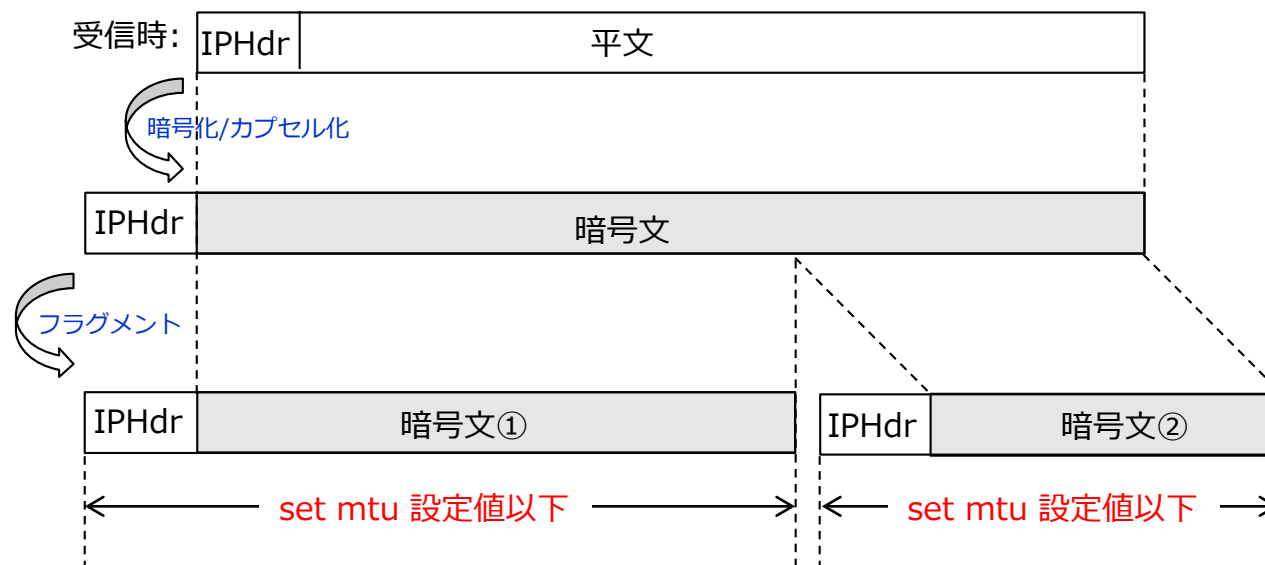 受信時: IPHdr 平文
暗号化/カプセル化
IPHdr 暗号文
フラグメント
IPHdr 暗号文① IPHdr 暗号文②
set mtu 設定値以下 set mtu 設定値以下